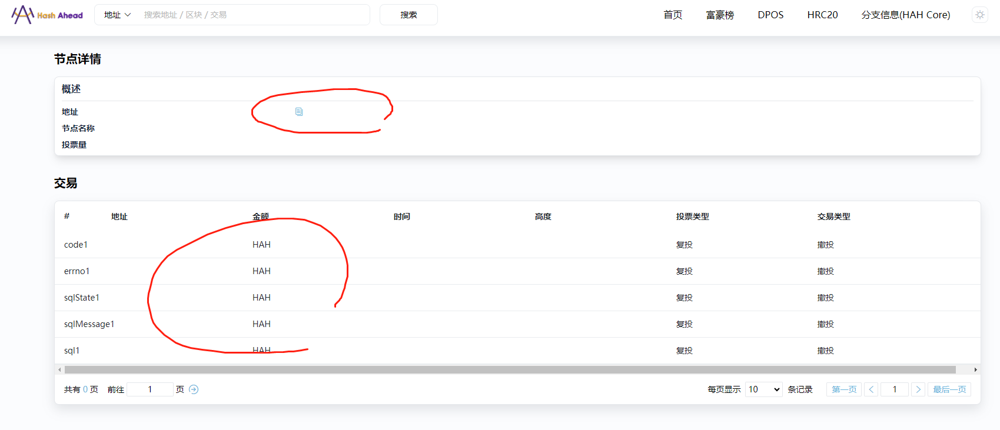 Hash Ahead 地址 搜索地址 / 区块 / 交易 搜索 首页 富豪榜 DPOS HRC20 分支信息(HAH Core)
节点详情
概述
地址
节点名称
投票量
交易
# 地址 金额 时间 高度 投票类型 交易类型
code1 HAH 复投 撤投
errno1 HAH 复投 撤投
sqlState1 HAH 复投 撤投
sqlMessage1 HAH 复投 撤投
sql1 HAH 复投 撤投
共有 0 页 前往 1 页 每页显示 10 条记录 第一页 1 最后一页